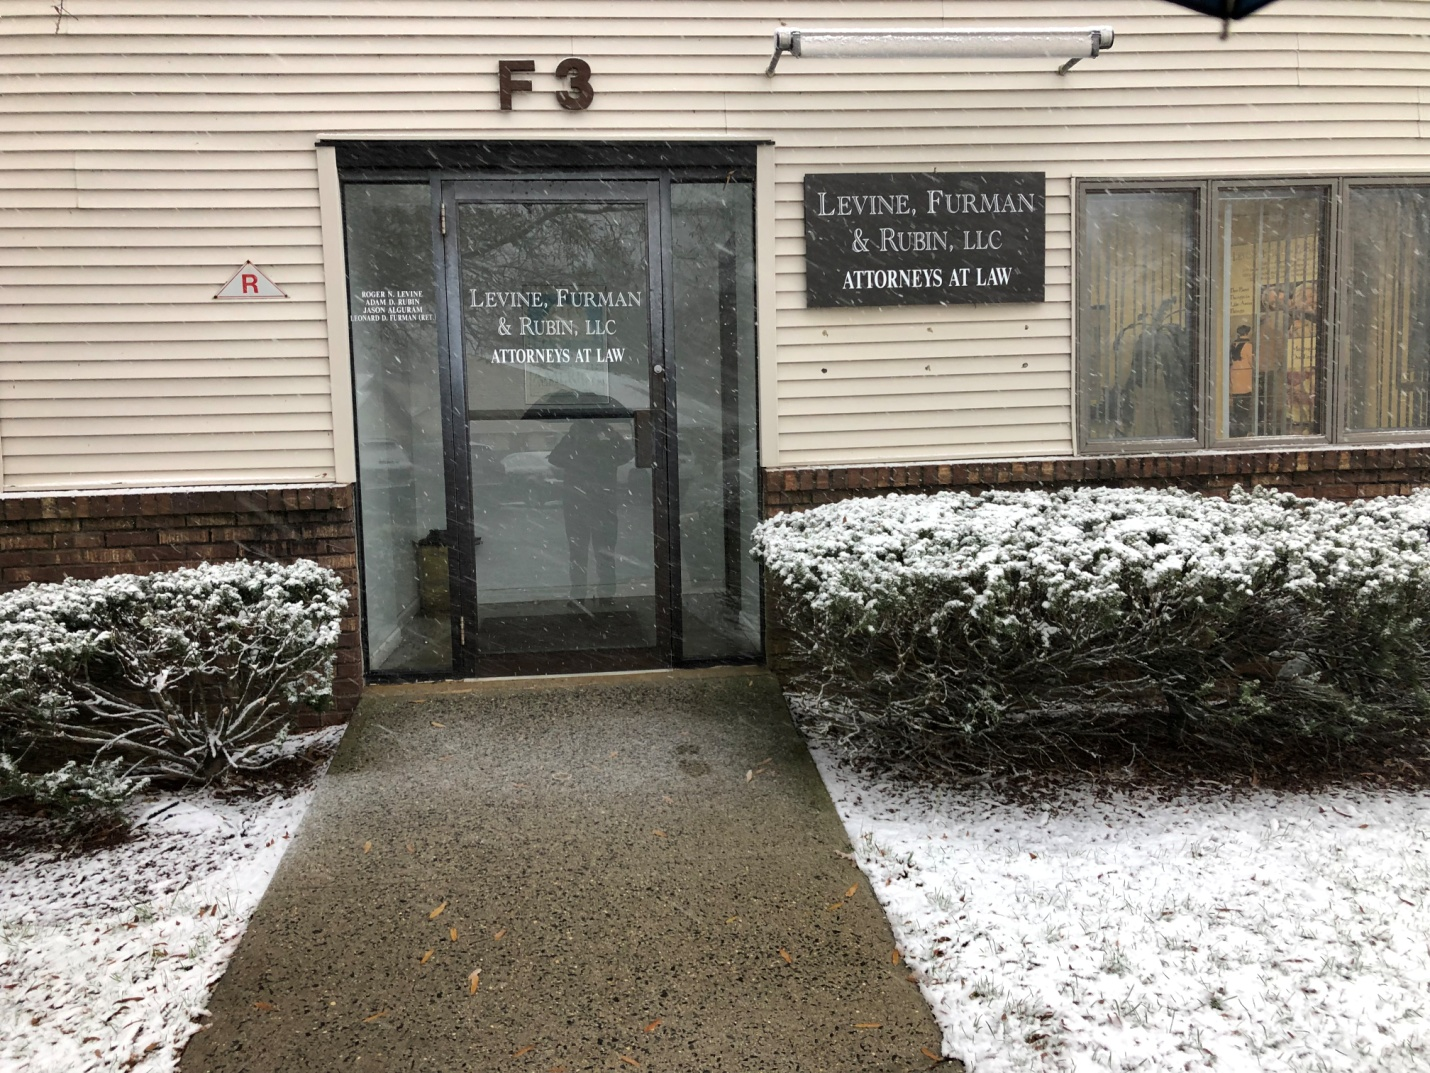 F 3
R
LEVINE, FURMAN
& RUBIN, LLC
ATTORNEYS AT LAW
ROGER N. LEVINE
ADAM D. RUBIN
JASON ALGURAM
LEONARD D. FURMAN (RET.)
LEVINE, FURMAN
& RUBIN, LLC
ATTORNEYS AT LAW